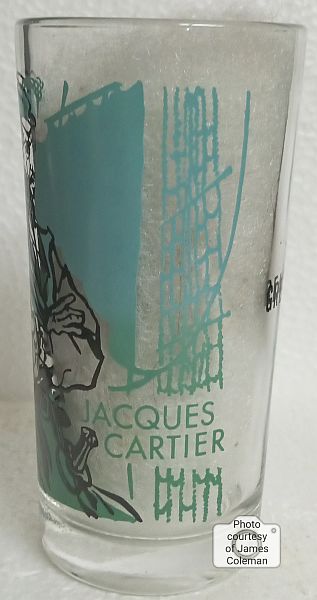 JACQUES
CARTIER
Photo
courtesy
of James
Coleman